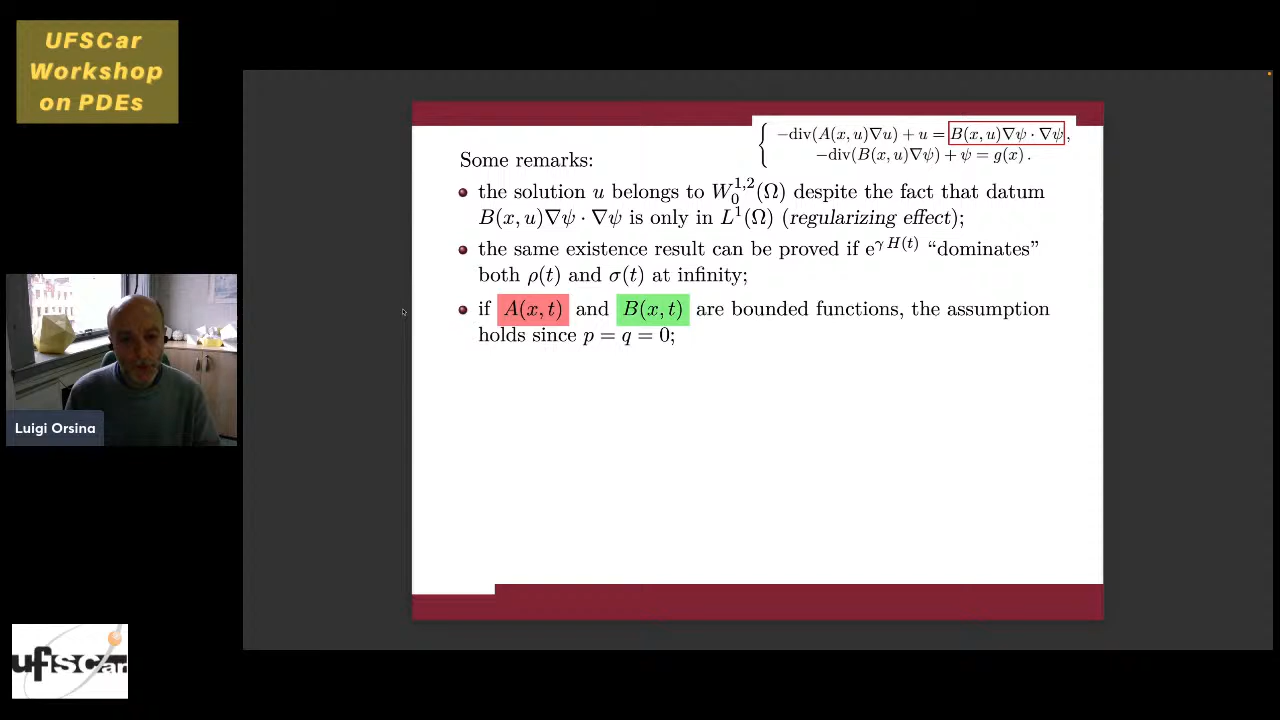 UFSCar
Workshop
on PDEs
−div(A(x, u)∇u) + u = B(x, u)∇ψ · ∇ψ,
−div(B(x, u)∇ψ) + ψ = g(x).
Some remarks:
the solution u belongs to W₀^{1,2}(Ω) despite the fact that datum
B(x, u)∇ψ · ∇ψ is only in L¹(Ω) (regularizing effect);
the same existence result can be proved if e^{γ H(t)} “dominates”
both ρ(t) and σ(t) at infinity;
if A(x, t) and B(x, t) are bounded functions, the assumption
holds since p = q = 0;
Luigi Orsina
ufscar